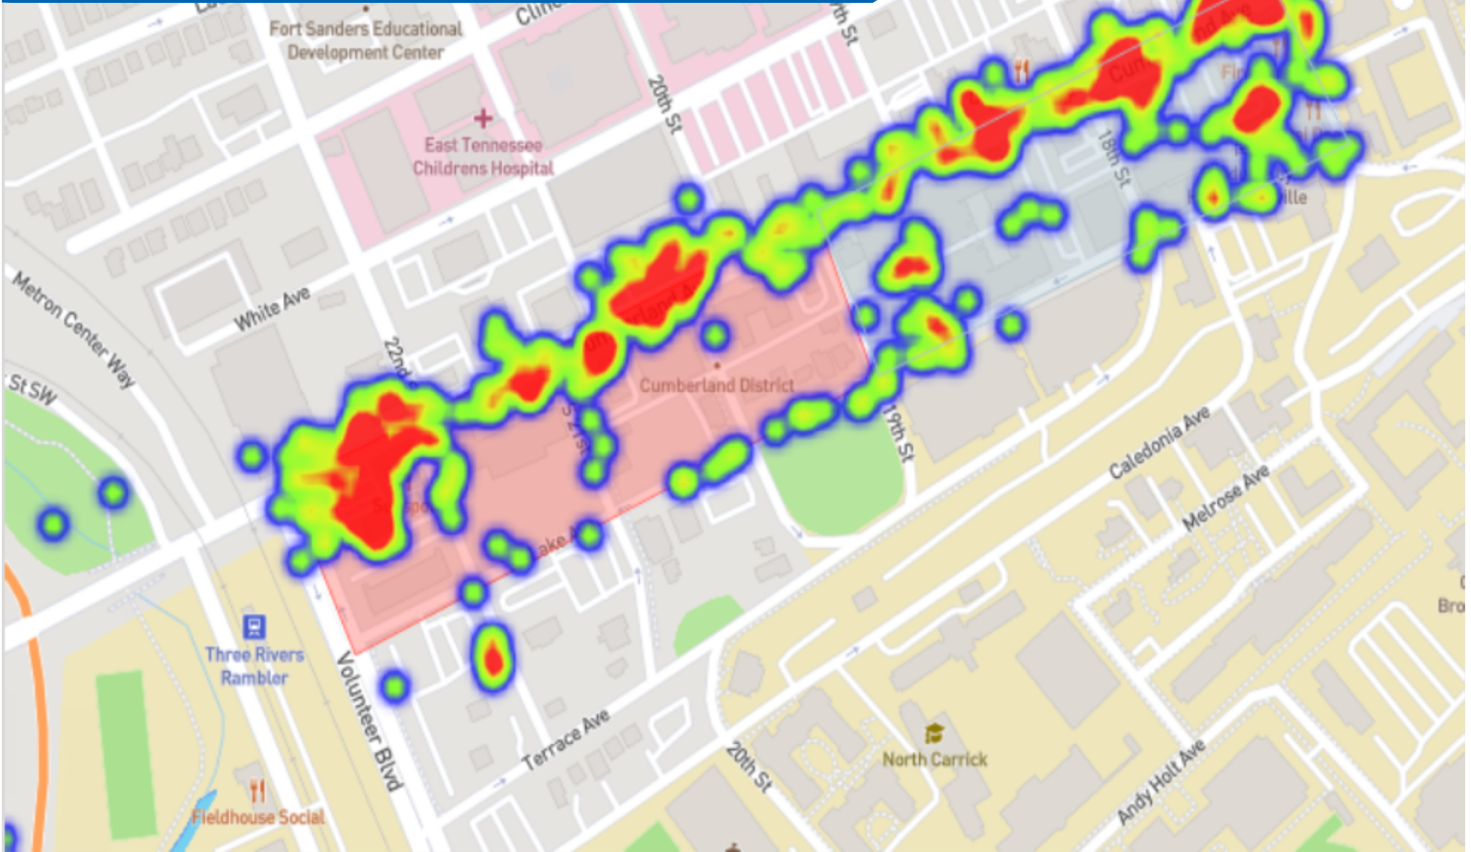 Fort Sanders Educational
Development Center
20th St
East Tennessee
Childrens Hospital
18th St
White Ave
Metron Center Way
St SW
22nd
Cumberland District
19th St
Caledonia Ave
Melrose Ave
Three Rivers
Rambler
Volunteer Blvd
Terrace Ave
20th St
North Carrick
Andy Holt Ave
Fieldhouse Social